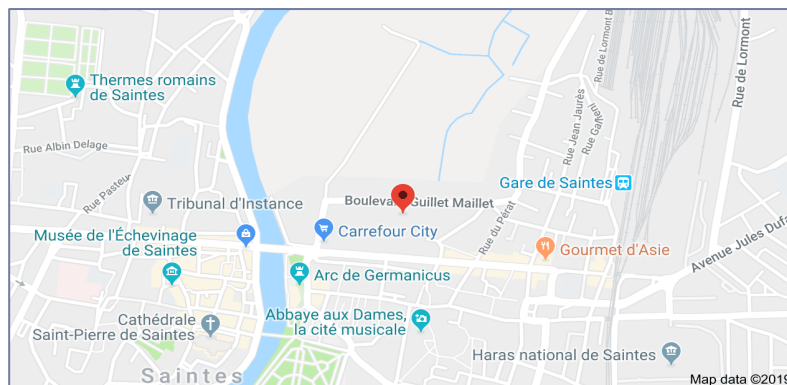 Thermes romains
de Saintes
Rue Albin Delage
Rue Pasteur
Tribunal d'Instance
Musée de l'Échevinage
de Saintes
Cathédrale
Saint-Pierre de Saintes
Saintes
Carrefour City
Arc de Germanicus
Abbaye aux Dames,
la cité musicale
Boulevard Guillet Maillet
Rue du Pérat
Gare de Saintes
Gourmet d'Asie
Rue Jean Jaurès
Rue de Lormont B
Rue de Lormont
Avenue Jules Dufa
Haras national de Saintes
Map data ©2019